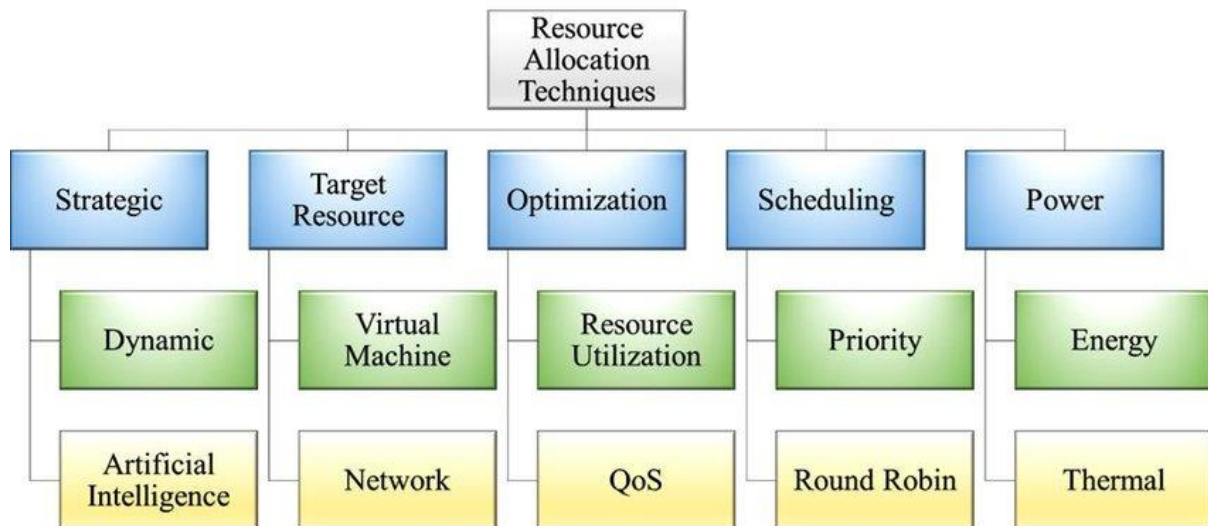 Resource
Allocation
Techniques
Strategic
Target
Resource
Optimization
Scheduling
Power
Dynamic
Virtual
Machine
Resource
Utilization
Priority
Energy
Artificial
Intelligence
Network
QoS
Round Robin
Thermal